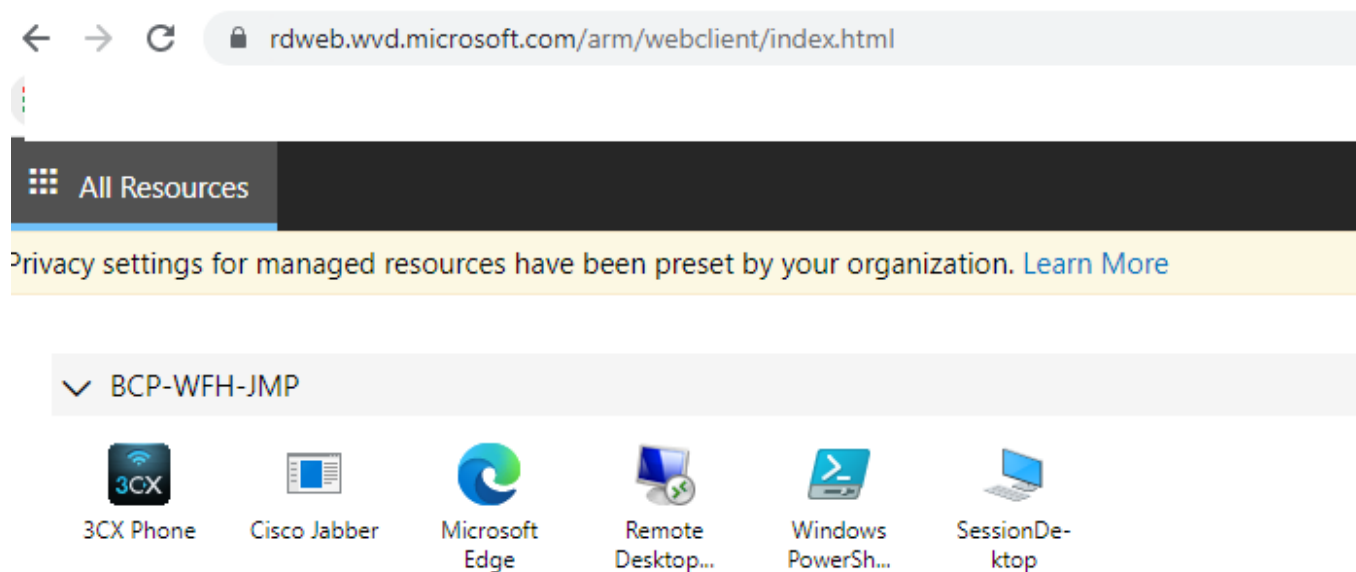 rdweb.wvd.microsoft.com/arm/webclient/index.html
All Resources
Privacy settings for managed resources have been preset by your organization. Learn More
BCP-WFH-JMP
3CX
3CX Phone
Cisco Jabber
Microsoft
Edge
Remote
Desktop...
Windows
PowerSh...
SessionDe-
ktop